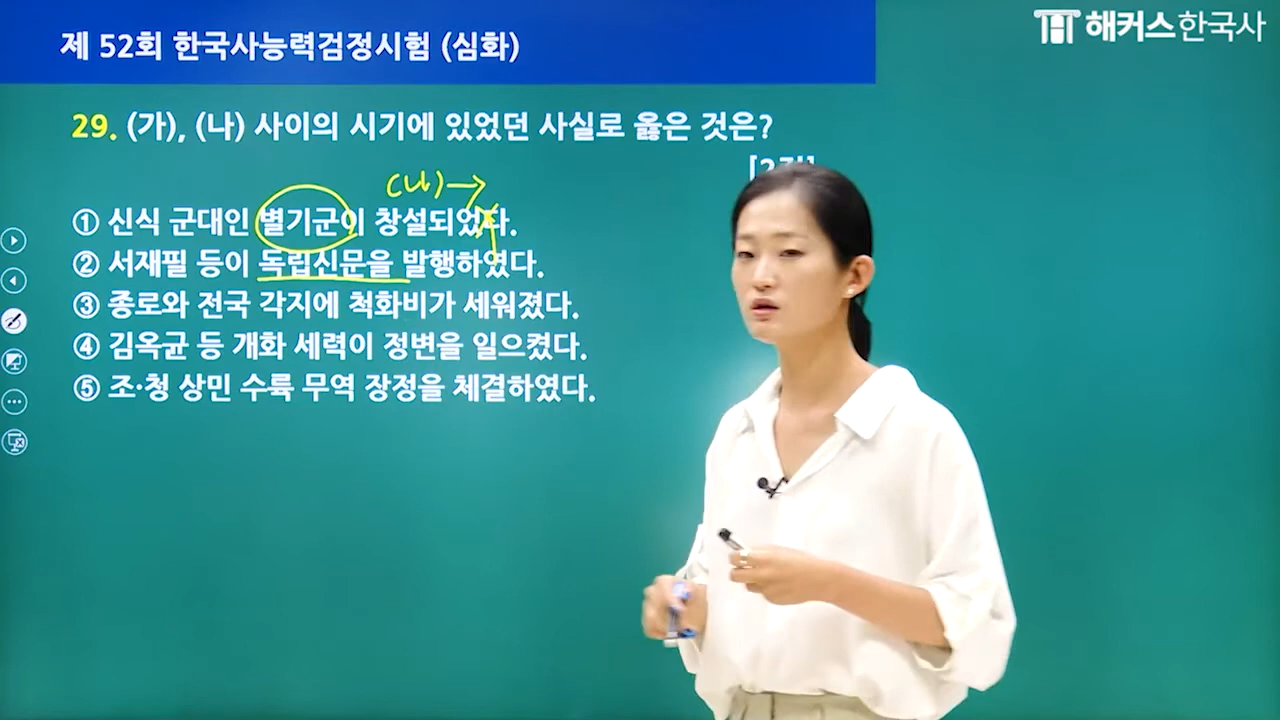 제 52회 한국사능력검정시험 (심화)
해커스한국사
29. (가), (나) 사이의 시기에 있었던 사실로 옳은 것은?
(나)→
① 신식 군대인 별기군이 창설되었다.
② 서재필 등이 독립신문을 발행하였다.
③ 종로와 전국 각지에 척화비가 세워졌다.
④ 김옥균 등 개화 세력이 정변을 일으켰다.
⑤ 조·청 상민 수륙 무역 장정을 체결하였다.